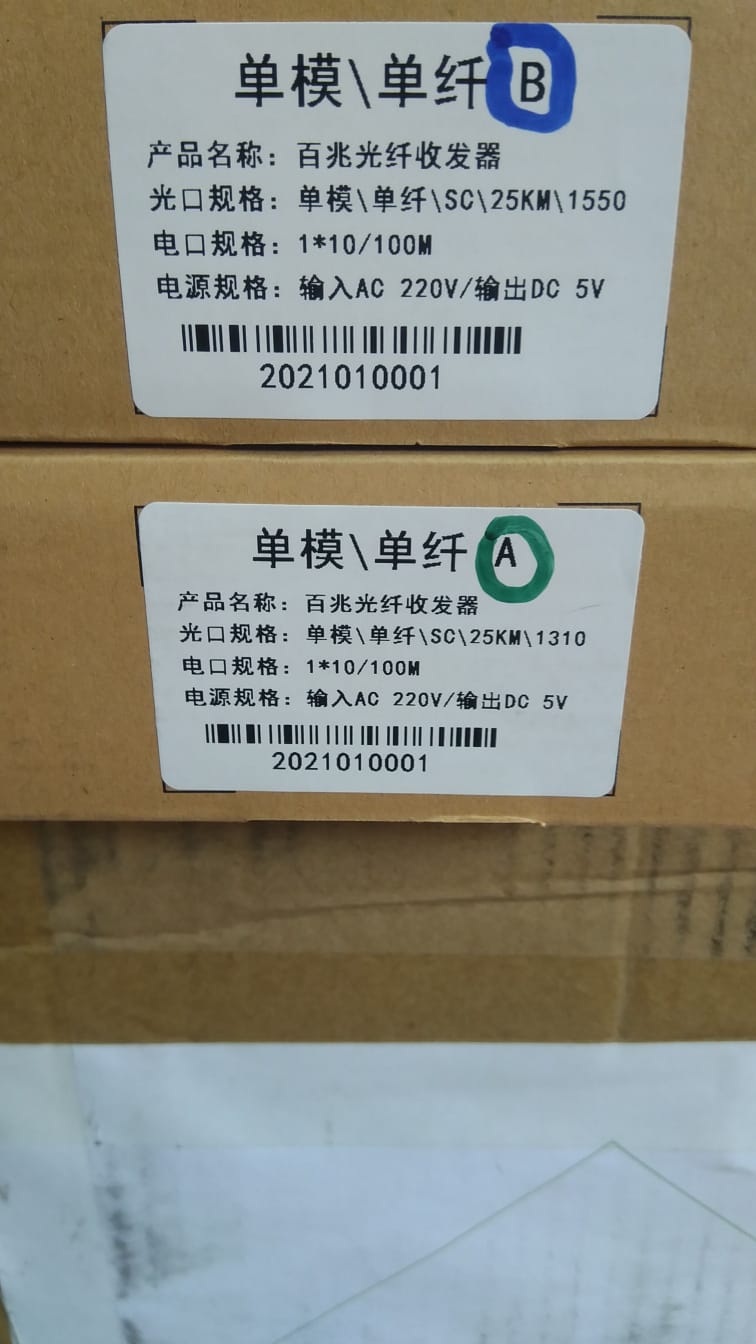 单模\单纤 B
产品名称: 百兆光纤收发器
光口规格: 单模\单纤\SC\25KM\1550
电口规格: 1*10/100M
电源规格: 输入AC 220V/输出DC 5V
2021010001
单模\单纤 A
产品名称: 百兆光纤收发器
光口规格: 单模\单纤\SC\25KM\1310
电口规格: 1*10/100M
电源规格: 输入AC 220V/输出DC 5V
2021010001